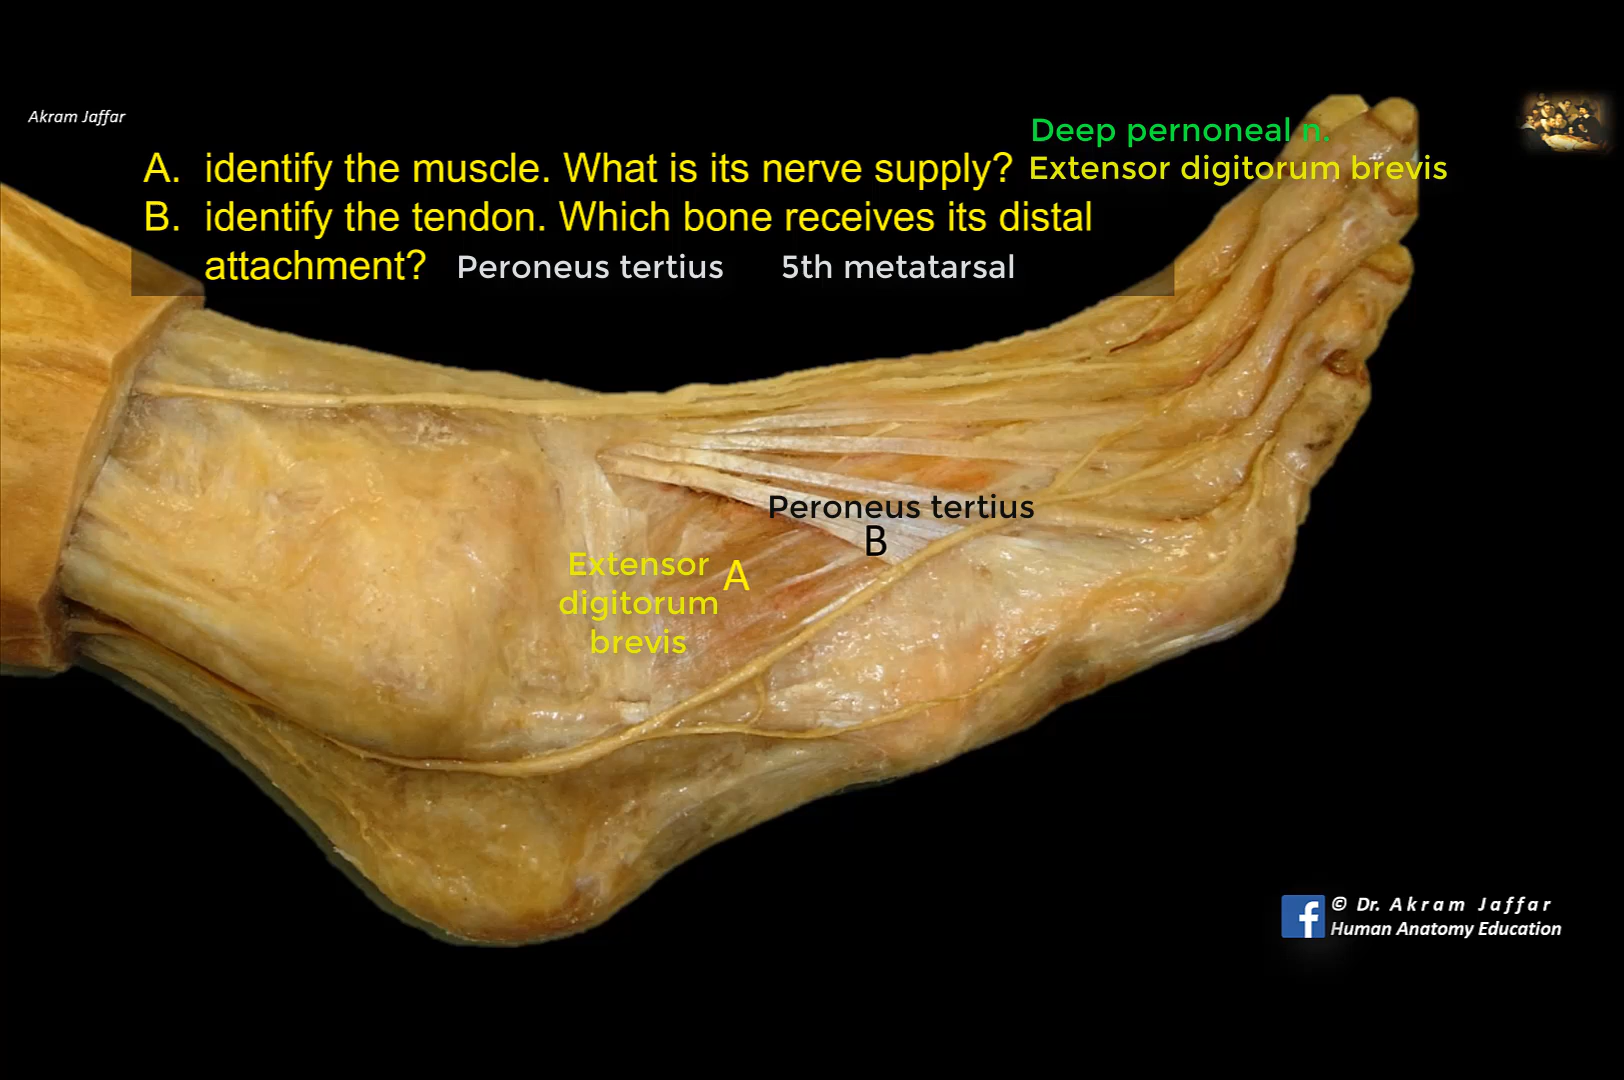 Akram Jaffar
Deep pernoneal n.
A. identify the muscle. What is its nerve supply? Extensor digitorum brevis
B. identify the tendon. Which bone receives its distal
attachment? Peroneus tertius 5th metatarsal
Peroneus tertius
B
Extensor
digitorum
brevis
A
f
© Dr. Akram Jaffar
Human Anatomy Education